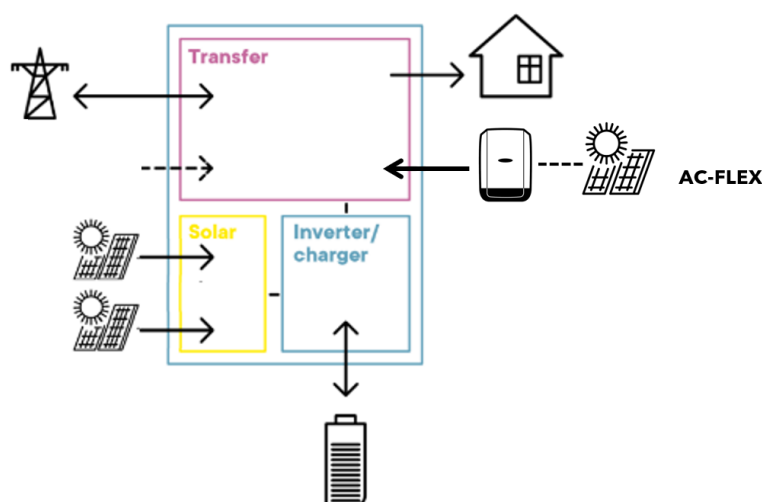 Transfer
AC-FLEX
Solar
Inverter/
charger